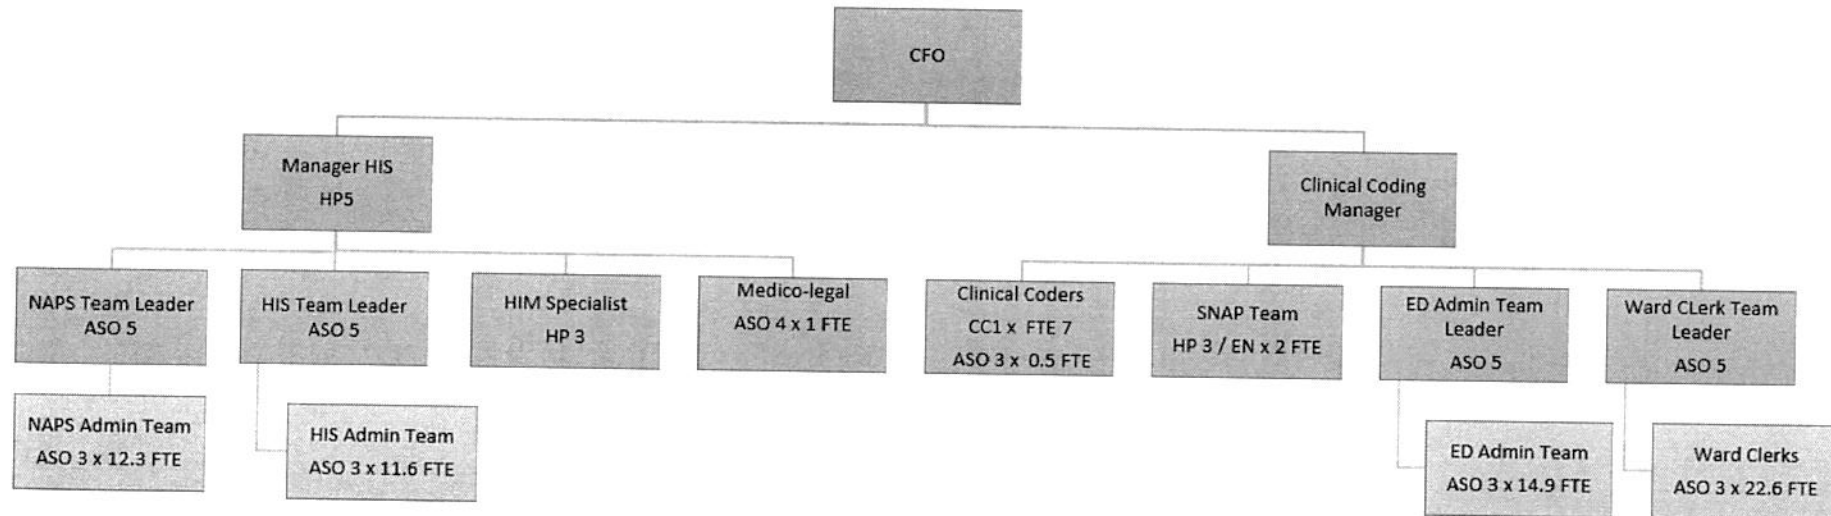 CFO
Manager HIS
HP5
Clinical Coding
Manager
NAPS Team Leader
ASO 5
HIS Team Leader
ASO 5
HIM Specialist
HP 3
Medico-legal
ASO 4 x 1 FTE
Clinical Coders
CC1 x FTE 7
ASO 3 x 0.5 FTE
SNAP Team
HP 3 / EN x 2 FTE
ED Admin Team
Leader
ASO 5
Ward CLerk Team
Leader
ASO 5
NAPS Admin Team
ASO 3 x 12.3 FTE
HIS Admin Team
ASO 3 x 11.6 FTE
ED Admin Team
ASO 3 x 14.9 FTE
Ward Clerks
ASO 3 x 22.6 FTE